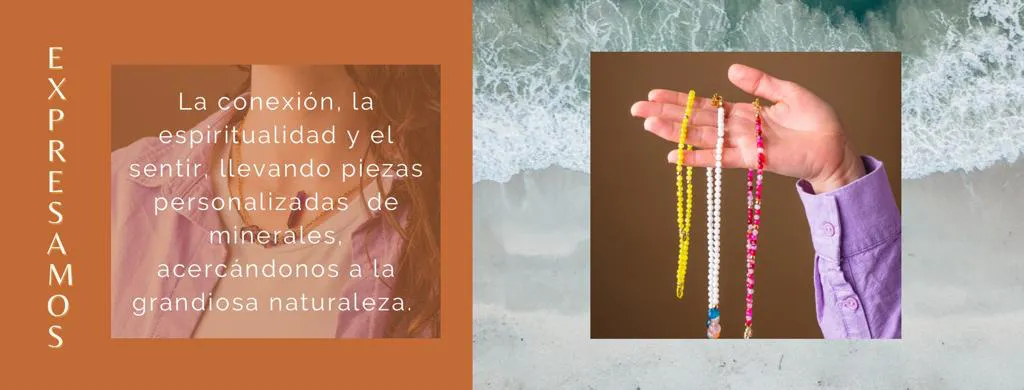 EXPRESAMOS
La conexión, la
espiritualidad y el
sentir, llevando piezas
personalizadas de
minerales,
acercándonos a la
grandiosa naturaleza.